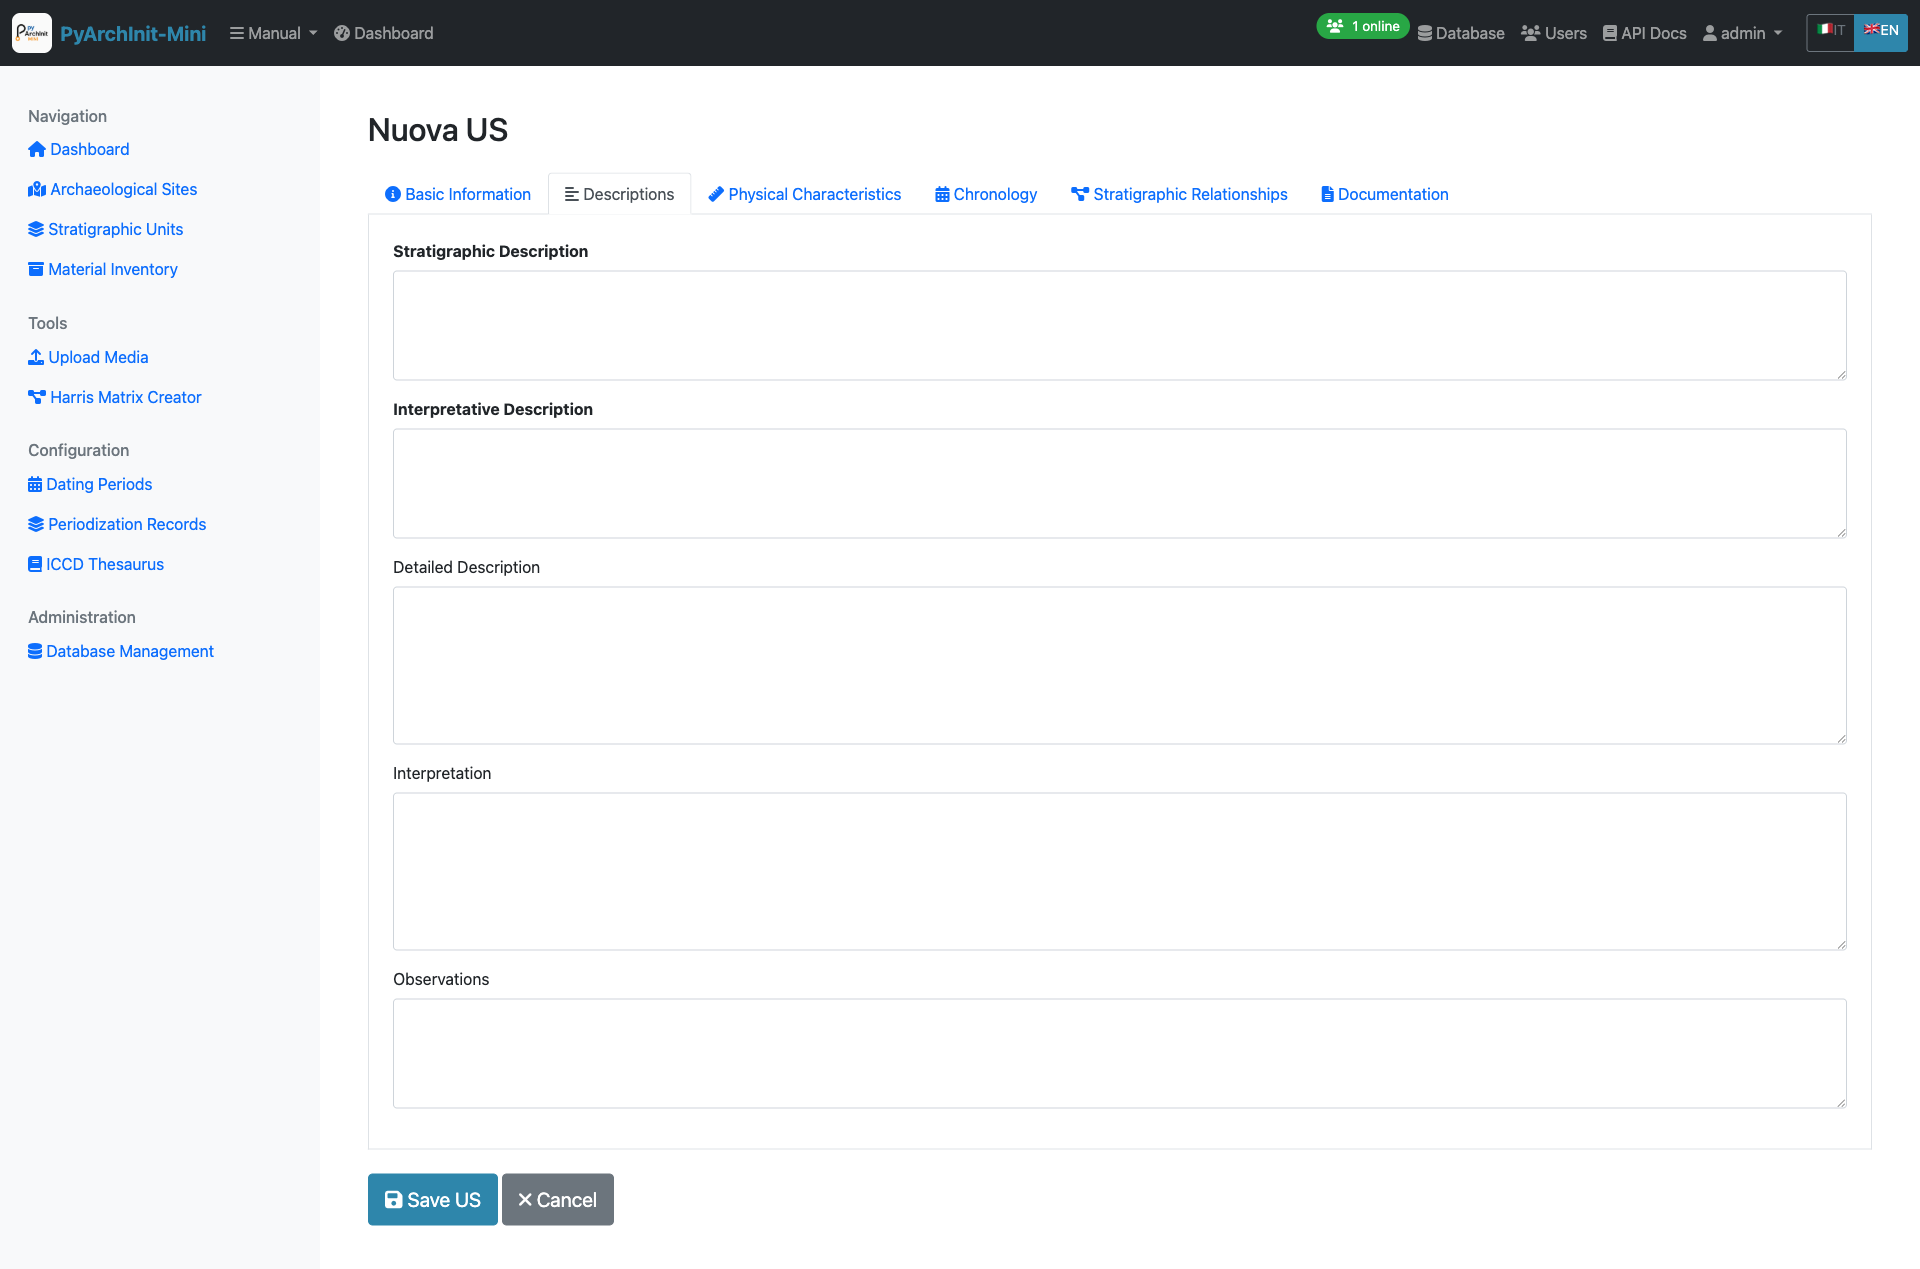 py
ArchInit
MINI
PyArchInit-Mini
Manual
Dashboard
1 online
Database
Users
API Docs
admin
IT
EN
Navigation
Dashboard
Archaeological Sites
Stratigraphic Units
Material Inventory
Tools
Upload Media
Harris Matrix Creator
Configuration
Dating Periods
Periodization Records
ICCD Thesaurus
Administration
Database Management
Nuova US
Basic Information
Descriptions
Physical Characteristics
Chronology
Stratigraphic Relationships
Documentation
Stratigraphic Description
Interpretative Description
Detailed Description
Interpretation
Observations
Save US
Cancel